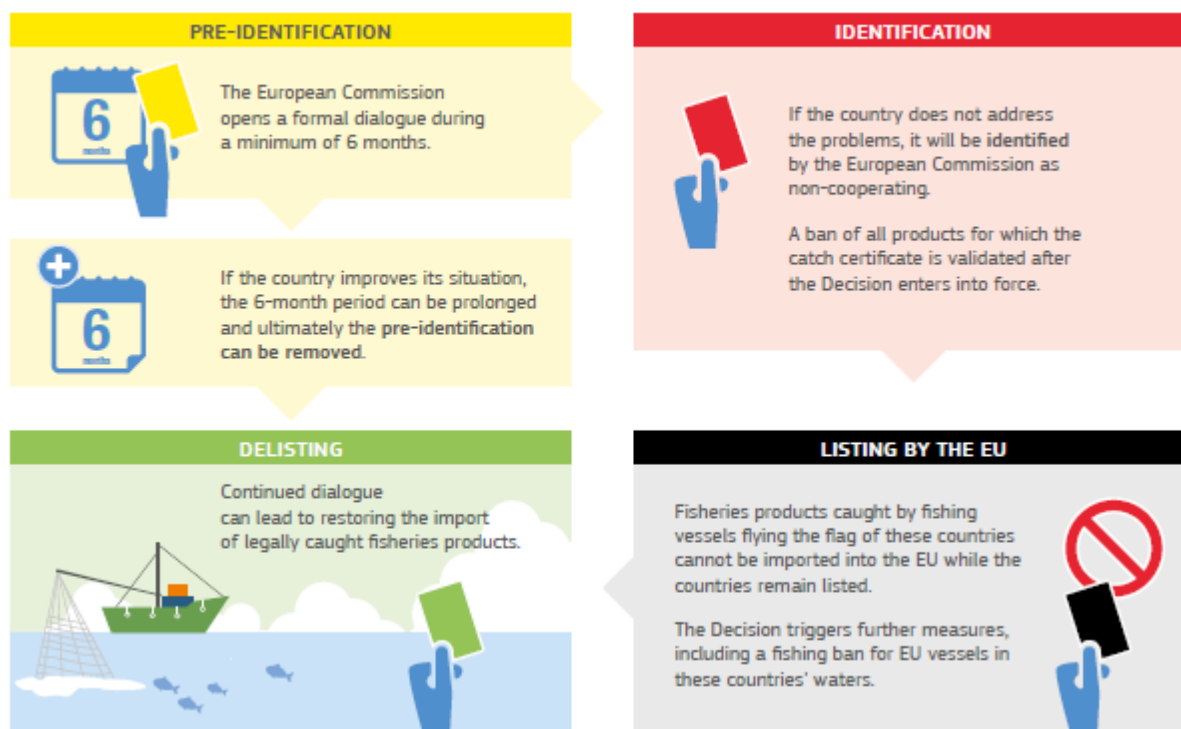 PRE-IDENTIFICATION
6
months
The European Commission
opens a formal dialogue during
a minimum of 6 months.
6
months
If the country improves its situation,
the 6-month period can be prolonged
and ultimately the pre-identification
can be removed.
IDENTIFICATION
If the country does not address
the problems, it will be identified
by the European Commission as
non-cooperating.
A ban of all products for which the
catch certificate is validated after
the Decision enters into force.
DELISTING
Continued dialogue
can lead to restoring the import
of legally caught fisheries products.
LISTING BY THE EU
Fisheries products caught by fishing
vessels flying the flag of these countries
cannot be imported into the EU while the
countries remain listed.
The Decision triggers further measures,
including a fishing ban for EU vessels in
these countries' waters.